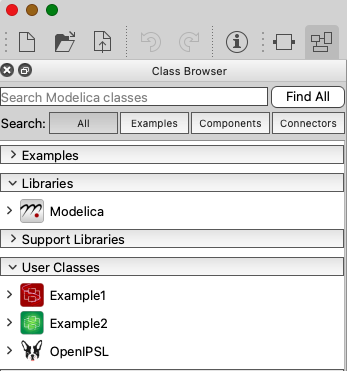 Class Browser
Search Modelica classes
Find All
Search: All Examples Components Connectors
Examples
Libraries
Modelica
Support Libraries
User Classes
Example1
Example2
OpenIPSL